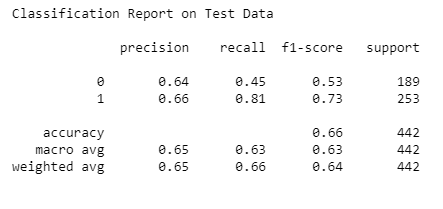 Classification Report on Test Data
precision recall f1-score support
0 0.64 0.45 0.53 189
1 0.66 0.81 0.73 253
accuracy 0.66 442
macro avg 0.65 0.63 0.63 442
weighted avg 0.65 0.66 0.64 442